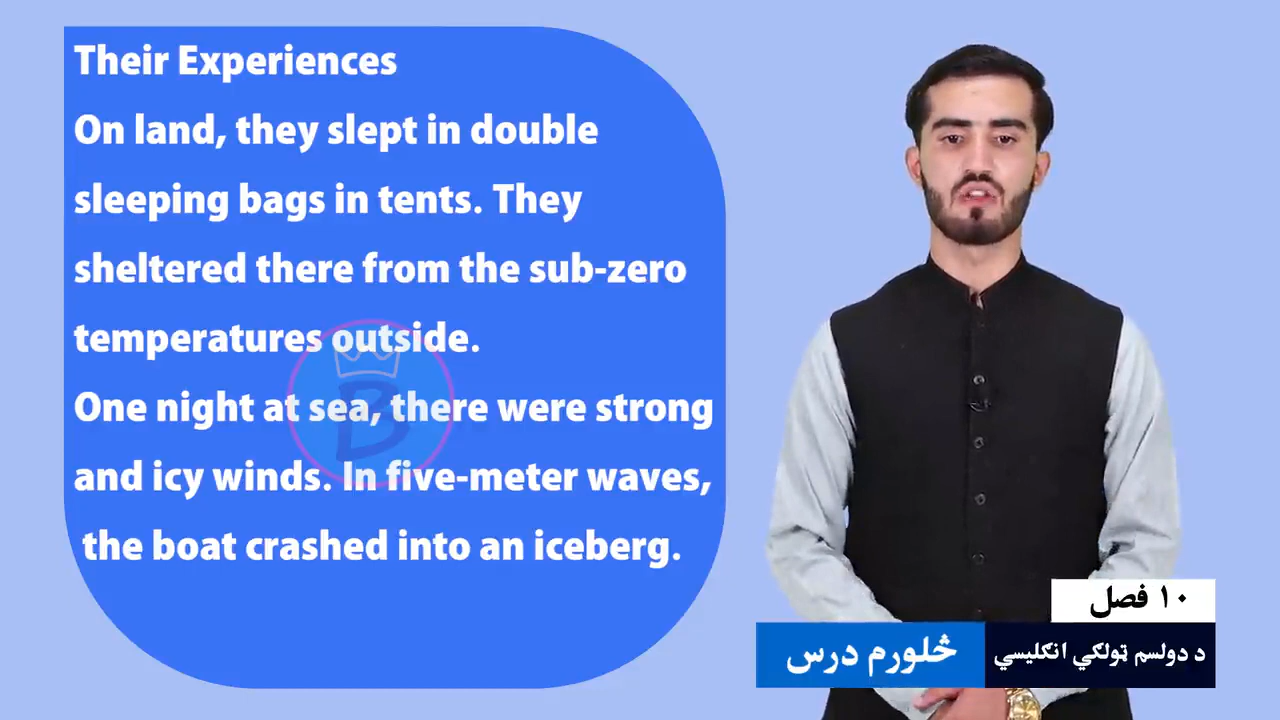 Their Experiences
On land, they slept in double
sleeping bags in tents. They
sheltered there from the sub-zero
temperatures outside.
One night at sea, there were strong
and icy winds. In five-meter waves,
the boat crashed into an iceberg.
B
۱۰ فصل
د دولسم ټولګي انګلیسي
څلورم درس